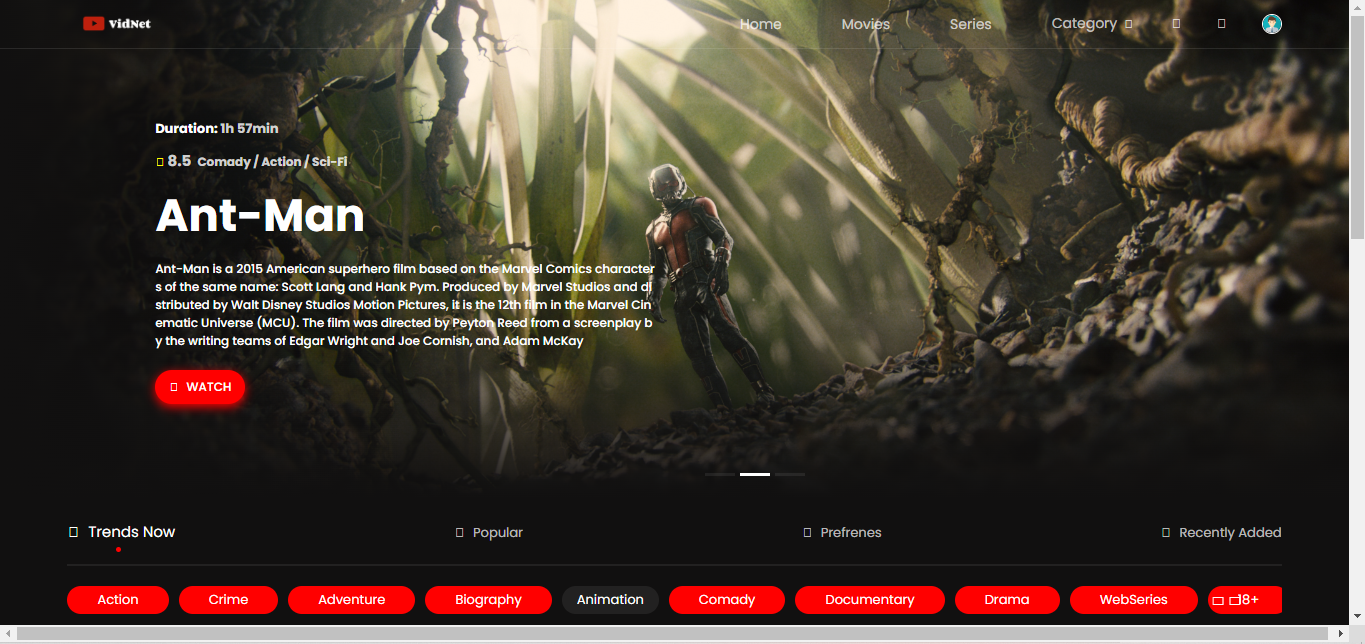 VidNet Home Movies Series Category
Duration: 1h 57min
8.5 Comady / Action / Sci-Fi
Ant-Man
Ant-Man is a 2015 American superhero film based on the Marvel Comics character
s of the same name: Scott Lang and Hank Pym. Produced by Marvel Studios and di
stributed by Walt Disney Studios Motion Pictures, it is the 12th film in the Marvel Cin
ematic Universe (MCU). The film was directed by Peyton Reed from a screenplay b
y the writing teams of Edgar Wright and Joe Cornish, and Adam McKay
WATCH
Trends Now Popular Prefrenes Recently Added
Action Crime Adventure Biography Animation Comady Documentary Drama WebSeries 18+